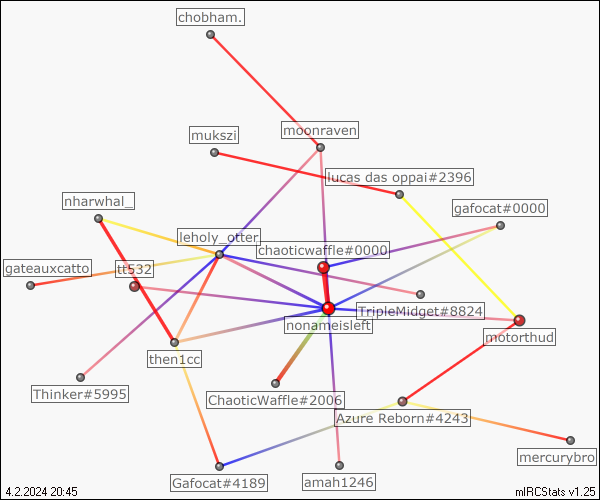 chobham.
mukszi
moonraven
lucas das oppai#2396
nharwhal_
gafocat#0000
leholy_otter
chaoticwaffle#0000
gateauxcatto
tt532
TripleMidget#8824
nonameisleft
motorthud
then1cc
Thinker#5995
ChaoticWaffle#2006
Azure Reborn#4243
mercurybro
Gafocat#4189
amah1246
4.2.2024 20:45
mIRCStats v1.25